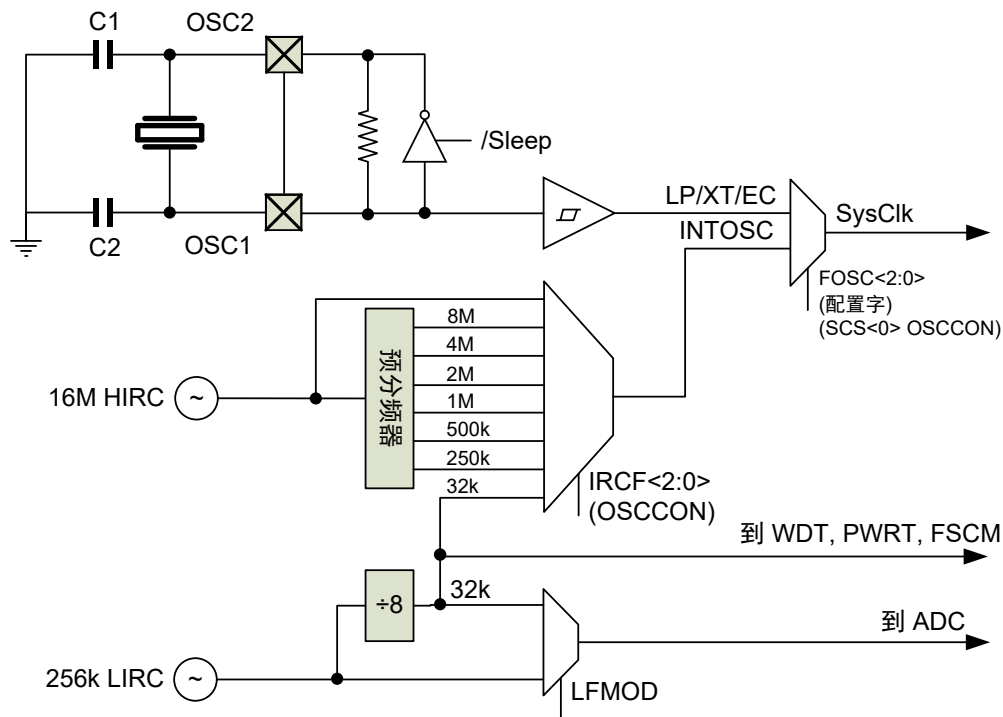 C1
OSC2
/Sleep
C2
OSC1
LP/XT/EC
INTOSC
SysClk
FOSC<2:0>
(配置字)
(SCS<0> OSCCON)
16M HIRC
~
预分频器
8M
4M
2M
1M
500k
250k
32k
IRCF<2:0>
(OSCCON)
到 WDT, PWRT, FSCM
÷8
32k
到 ADC
256k LIRC
~
LFMOD